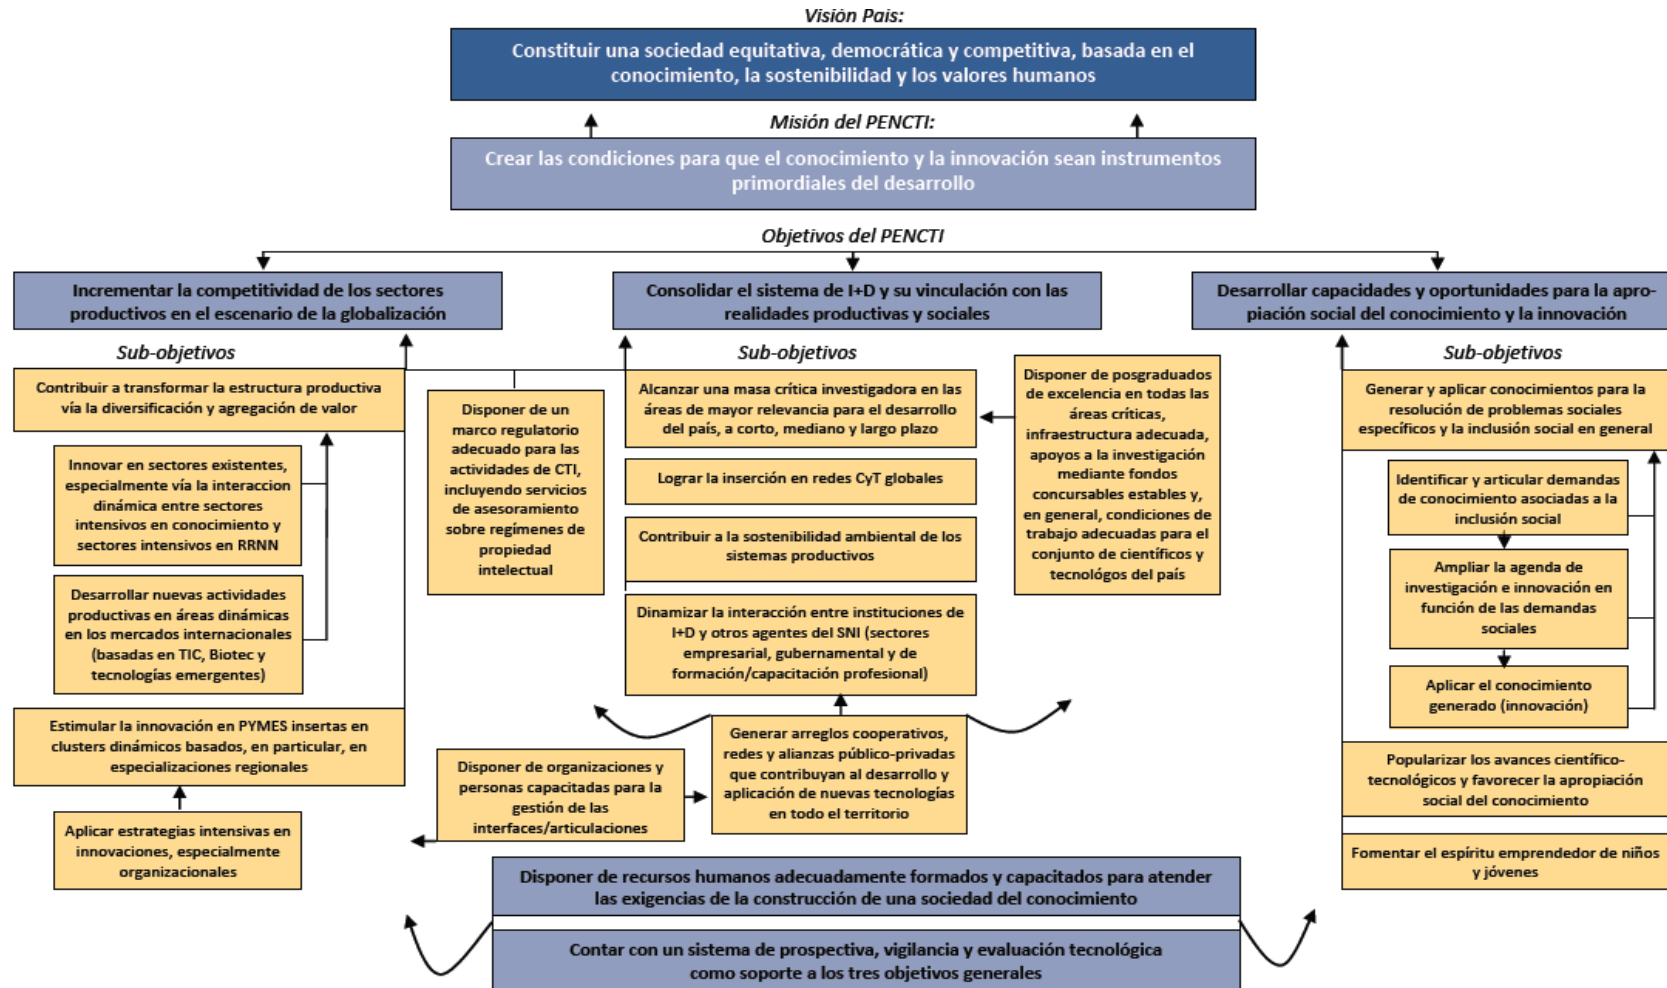 Visión País:
Constituir una sociedad equitativa, democrática y competitiva, basada en el
conocimiento, la sostenibilidad y los valores humanos
Misión del PENCTI:
Crear las condiciones para que el conocimiento y la innovación sean instrumentos
primordiales del desarrollo
Objetivos del PENCTI
Incrementar la competitividad de los sectores
productivos en el escenario de la globalización
Sub-objetivos
Contribuir a transformar la estructura productiva
vía la diversificación y agregación de valor
Innovar en sectores existentes,
especialmente vía la interaccion
dinámica entre sectores
intensivos en conocimiento y
sectores intensivos en RRNN
Desarrollar nuevas actividades
productivas en áreas dinámicas
en los mercados internacionales
(basadas en TIC, Biotec y
tecnologías emergentes)
Estimular la innovación en PYMES insertas en
clusters dinámicos basados, en particular, en
especializaciones regionales
Aplicar estrategias intensivas en
innovaciones, especialmente
organizacionales
Disponer de un
marco regulatorio
adecuado para las
actividades de CTI,
incluyendo servicios
de asesoramiento
sobre regímenes de
propiedad
intelectual
Consolidar el sistema de I+D y su vinculación con las
realidades productivas y sociales
Sub-objetivos
Alcanzar una masa crítica investigadora en las
áreas de mayor relevancia para el desarrollo
del país, a corto, mediano y largo plazo
Lograr la inserción en redes CyT globales
Contribuir a la sostenibilidad ambiental de los
sistemas productivos
Dinamizar la interacción entre instituciones de
I+D y otros agentes del SNI (sectores
empresarial, gubernamental y de
formación/capacitación profesional)
Disponer de posgraduados
de excelencia en todas las
áreas críticas,
infraestructura adecuada,
apoyos a la investigación
mediante fondos
concursables estables y,
en general, condiciones de
trabajo adecuadas para el
conjunto de científicos y
tecnológos del país
Disponer de organizaciones y
personas capacitadas para la
gestión de las
interfaces/articulaciones
Generar arreglos cooperativos,
redes y alianzas público-privadas
que contribuyan al desarrollo y
aplicación de nuevas tecnologías
en todo el territorio
Desarrollar capacidades y oportunidades para la apro-
piación social del conocimiento y la innovación
Sub-objetivos
Generar y aplicar conocimientos para la
resolución de problemas sociales
específicos y la inclusión social en general
Identificar y articular demandas
de conocimiento asociadas a la
inclusión social
Ampliar la agenda de
investigación e innovación en
función de las demandas
sociales
Aplicar el conocimiento
generado (innovación)
Popularizar los avances científico-
tecnológicos y favorecer la apropiación
social del conocimiento
Fomentar el espíritu emprendedor de niños
y jóvenes
Disponer de recursos humanos adecuadamente formados y capacitados para atender
las exigencias de la construcción de una sociedad del conocimiento
Contar con un sistema de prospectiva, vigilancia y evaluación tecnológica
como soporte a los tres objetivos generales